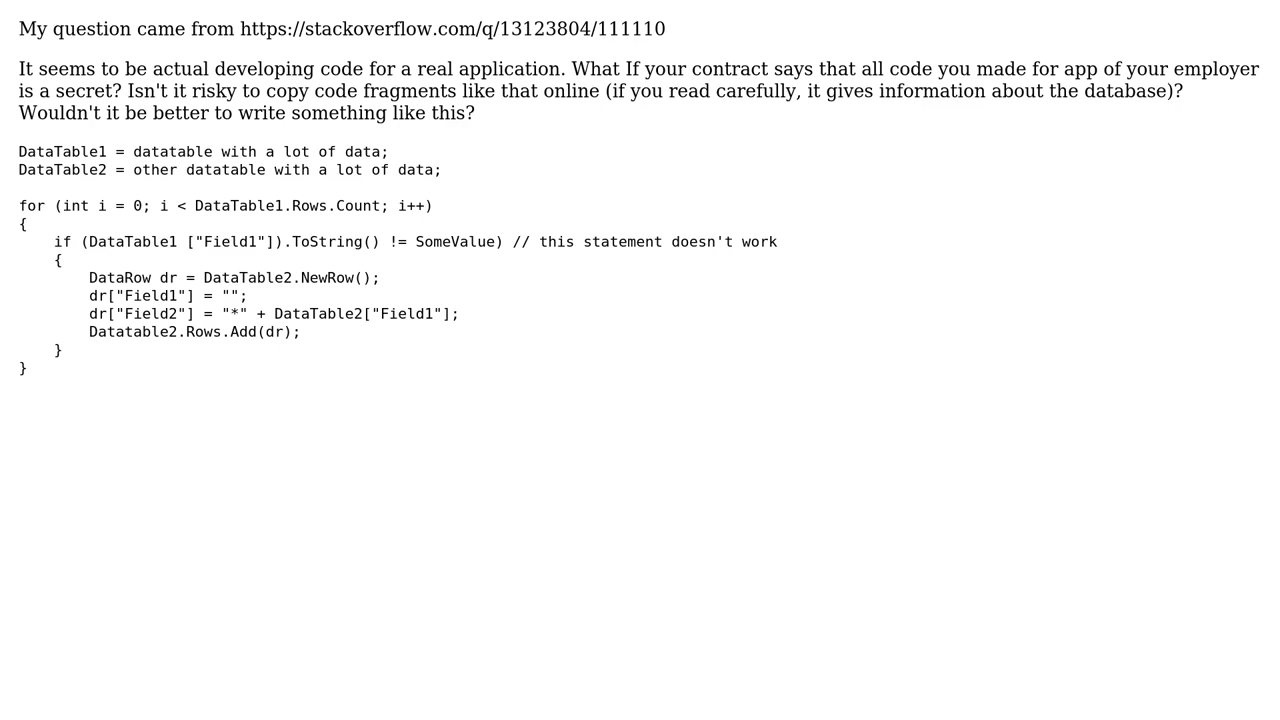 My question came from https://stackoverflow.com/q/13123804/111110
It seems to be actual developing code for a real application. What If your contract says that all code you made for app of your employer
is a secret? Isn't it risky to copy code fragments like that online (if you read carefully, it gives information about the database)?
Wouldn't it be better to write something like this?
DataTable1 = datatable with a lot of data;
DataTable2 = other datatable with a lot of data;
for (int i = 0; i < DataTable1.Rows.Count; i++)
{
    if (DataTable1 ["Field1"]).ToString() != SomeValue) // this statement doesn't work
    {
        DataRow dr = DataTable2.NewRow();
        dr["Field1"] = "";
        dr["Field2"] = "*" + DataTable2["Field1"];
        Datatable2.Rows.Add(dr);
    }
}